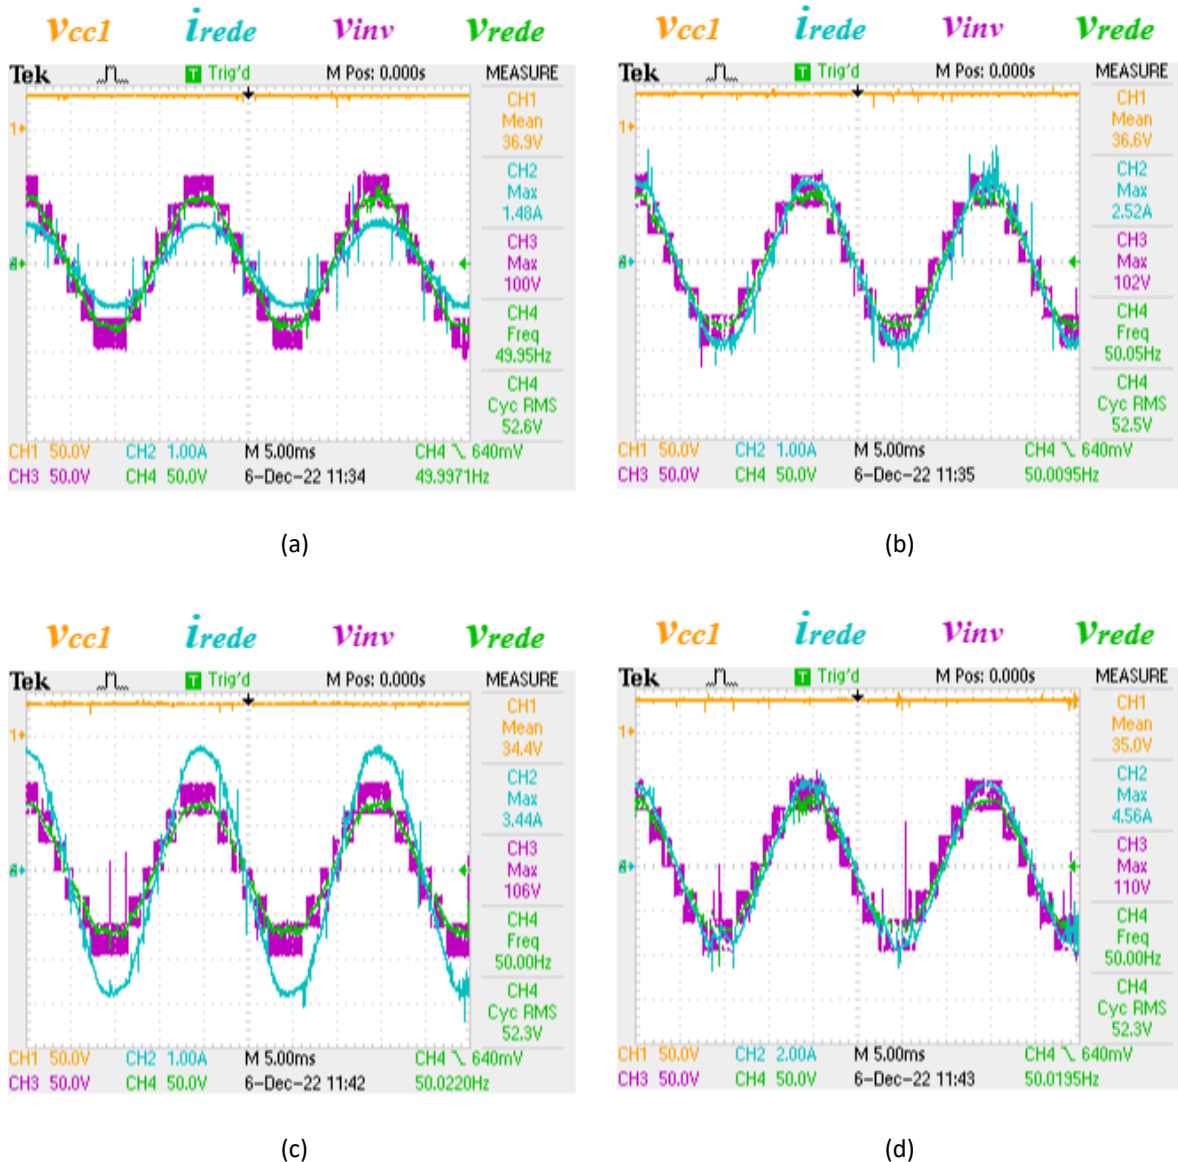 vcc1 irede vinv vrede
Tek T Trig'd M Pos: 0.000s MEASURE
CH1
Mean
36.9V
CH2
Max
1.48A
CH3
Max
100V
CH4
Freq
49.95Hz
CH4
Cyc RMS
52.6V
1
CH1 50.0V CH2 1.00A M 5.00ms CH4 640mV
CH3 50.0V CH4 50.0V 6-Dec-22 11:34 49.9971Hz
(a)
vcc1 irede vinv vrede
Tek T Trig'd M Pos: 0.000s MEASURE
CH1
Mean
36.6V
CH2
Max
2.52A
CH3
Max
102V
CH4
Freq
50.05Hz
CH4
Cyc RMS
52.5V
1
CH1 50.0V CH2 1.00A M 5.00ms CH4 640mV
CH3 50.0V CH4 50.0V 6-Dec-22 11:35 50.0095Hz
(b)
vcc1 irede vinv vrede
Tek T Trig'd M Pos: 0.000s MEASURE
CH1
Mean
34.4V
CH2
Max
3.44A
CH3
Max
106V
CH4
Freq
50.00Hz
CH4
Cyc RMS
52.3V
1
CH1 50.0V CH2 1.00A M 5.00ms CH4 640mV
CH3 50.0V CH4 50.0V 6-Dec-22 11:42 50.0220Hz
(c)
vcc1 irede vinv vrede
Tek T Trig'd M Pos: 0.000s MEASURE
CH1
Mean
35.0V
CH2
Max
4.56A
CH3
Max
110V
CH4
Freq
50.00Hz
CH4
Cyc RMS
52.3V
1
CH1 50.0V CH2 2.00A M 5.00ms CH4 640mV
CH3 50.0V CH4 50.0V 6-Dec-22 11:43 50.0195Hz
(d)